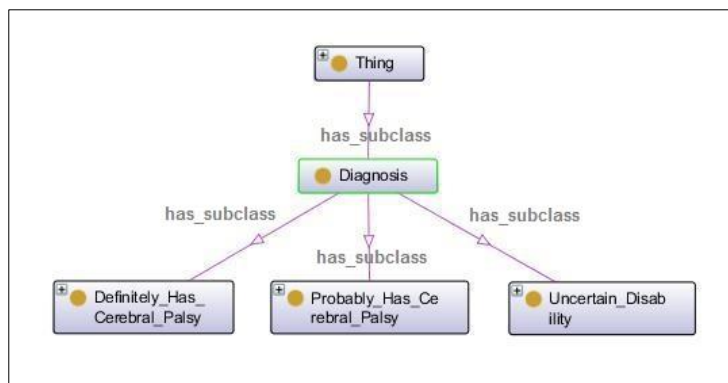 Thing
has_subclass
Diagnosis
has_subclass
has_subclass
has_subclass
Definitely_Has_
Cerebral_Palsy
Probably_Has_Ce
rebral_Palsy
Uncertain_Disab
ility